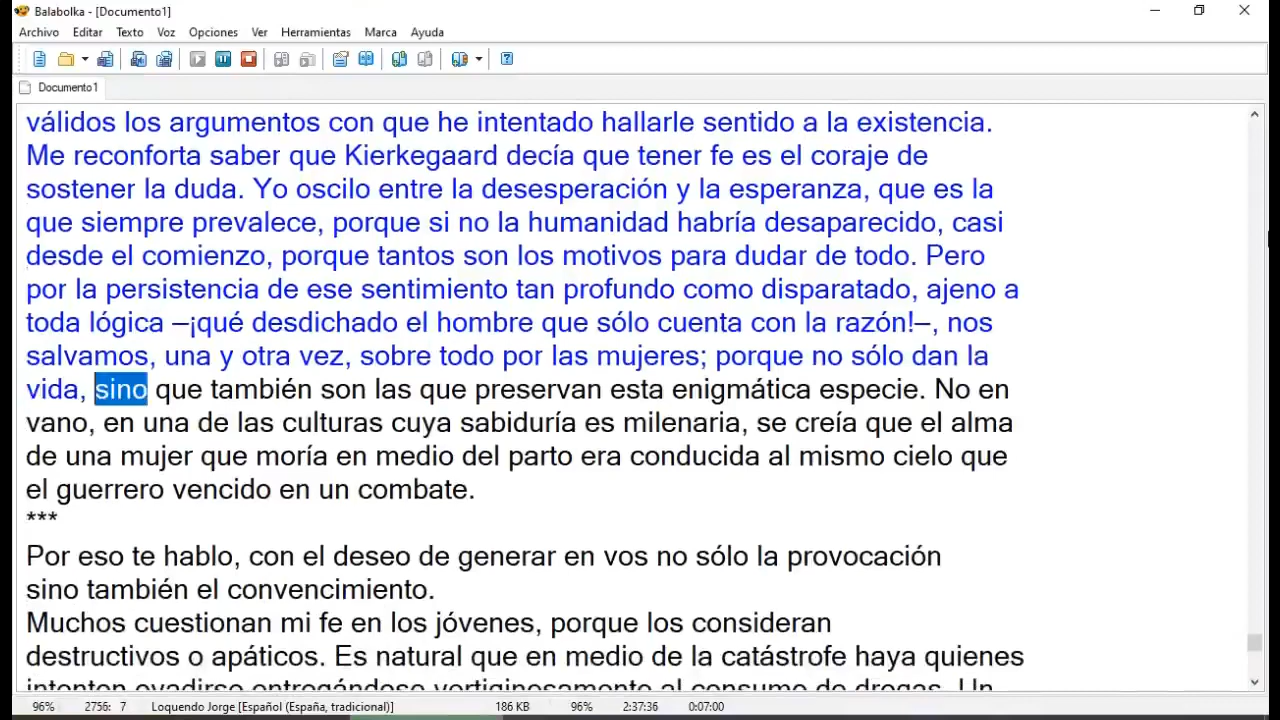 Balabolka - [Documento1]
Archivo Editar Texto Voz Opciones Ver Herramientas Marca Ayuda
Documento1
válidos los argumentos con que he intentado hallarle sentido a la existencia.
Me reconforta saber que Kierkegaard decía que tener fe es el coraje de
sostener la duda. Yo oscilo entre la desesperación y la esperanza, que es la
que siempre prevalece, porque si no la humanidad habría desaparecido, casi
desde el comienzo, porque tantos son los motivos para dudar de todo. Pero
por la persistencia de ese sentimiento tan profundo como disparatado, ajeno a
toda lógica –¡qué desdichado el hombre que sólo cuenta con la razón!–, nos
salvamos, una y otra vez, sobre todo por las mujeres; porque no sólo dan la
vida, sino que también son las que preservan esta enigmática especie. No en
vano, en una de las culturas cuya sabiduría es milenaria, se creía que el alma
de una mujer que moría en medio del parto era conducida al mismo cielo que
el guerrero vencido en un combate.
***
Por eso te hablo, con el deseo de generar en vos no sólo la provocación
sino también el convencimiento.
Muchos cuestionan mi fe en los jóvenes, porque los consideran
destructivos o apáticos. Es natural que en medio de la catástrofe haya quienes
intenten evadirse entregándose vertiginosamente al consumo de drogas. Un
96% 2756: 7 Loquendo Jorge [Español (España, tradicional)] 186 KB 96% 2:37:36 0:07:00